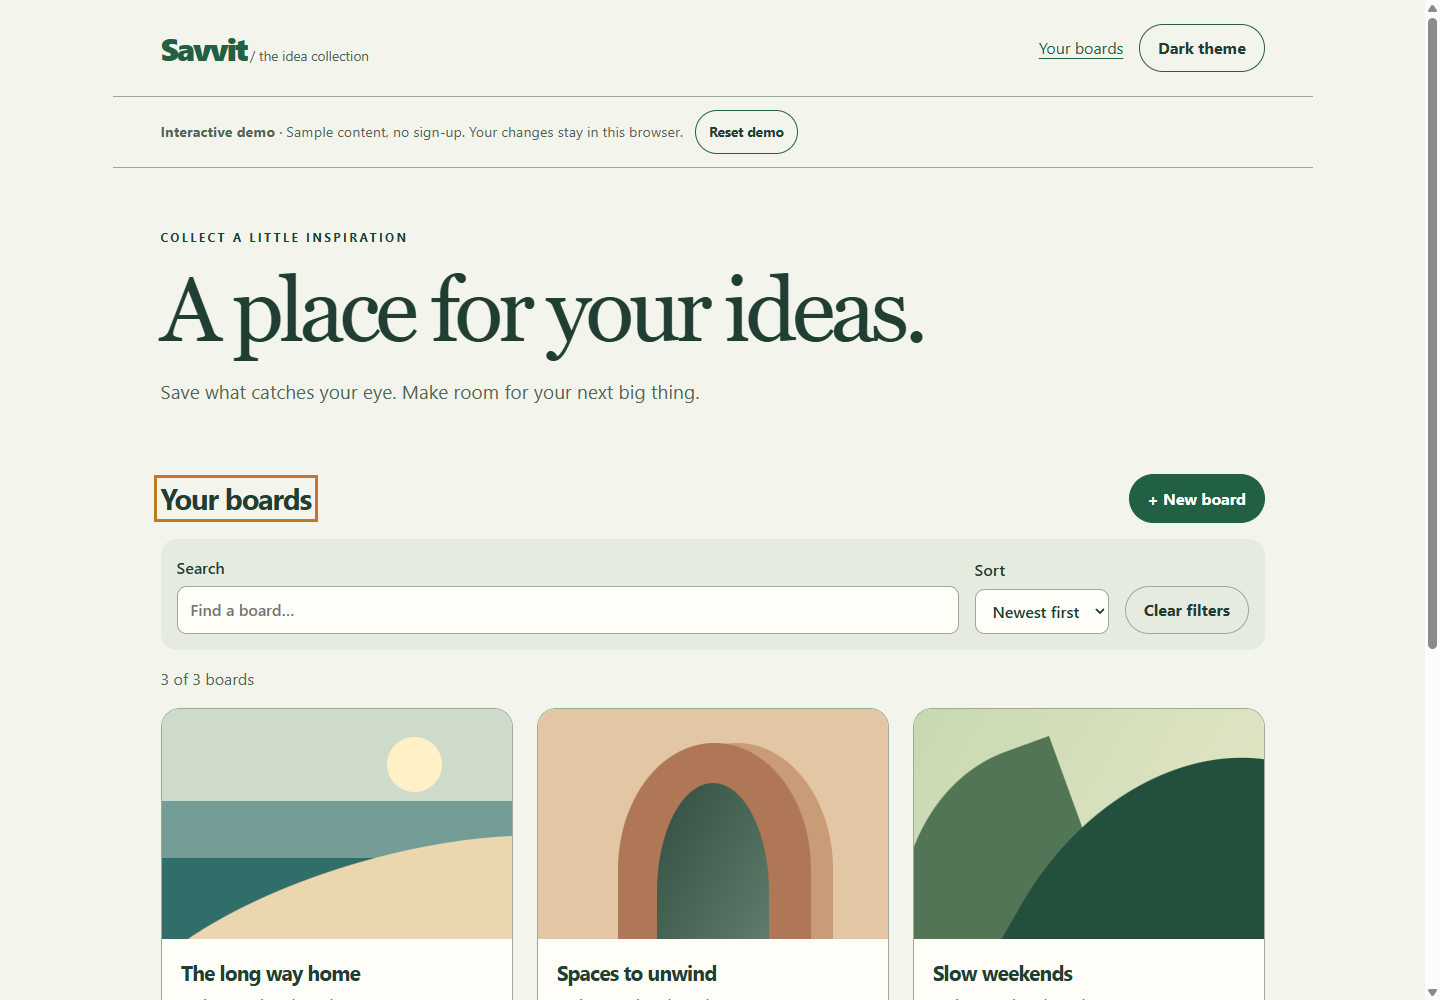 Savvit / the idea collection
Your boards
Dark theme
Interactive demo · Sample content, no sign-up. Your changes stay in this browser.
Reset demo
COLLECT A LITTLE INSPIRATION
A place for your ideas.
Save what catches your eye. Make room for your next big thing.
Your boards
+ New board
Search
Find a board...
Sort
Newest first
Clear filters
3 of 3 boards
The long way home
Spaces to unwind
Slow weekends